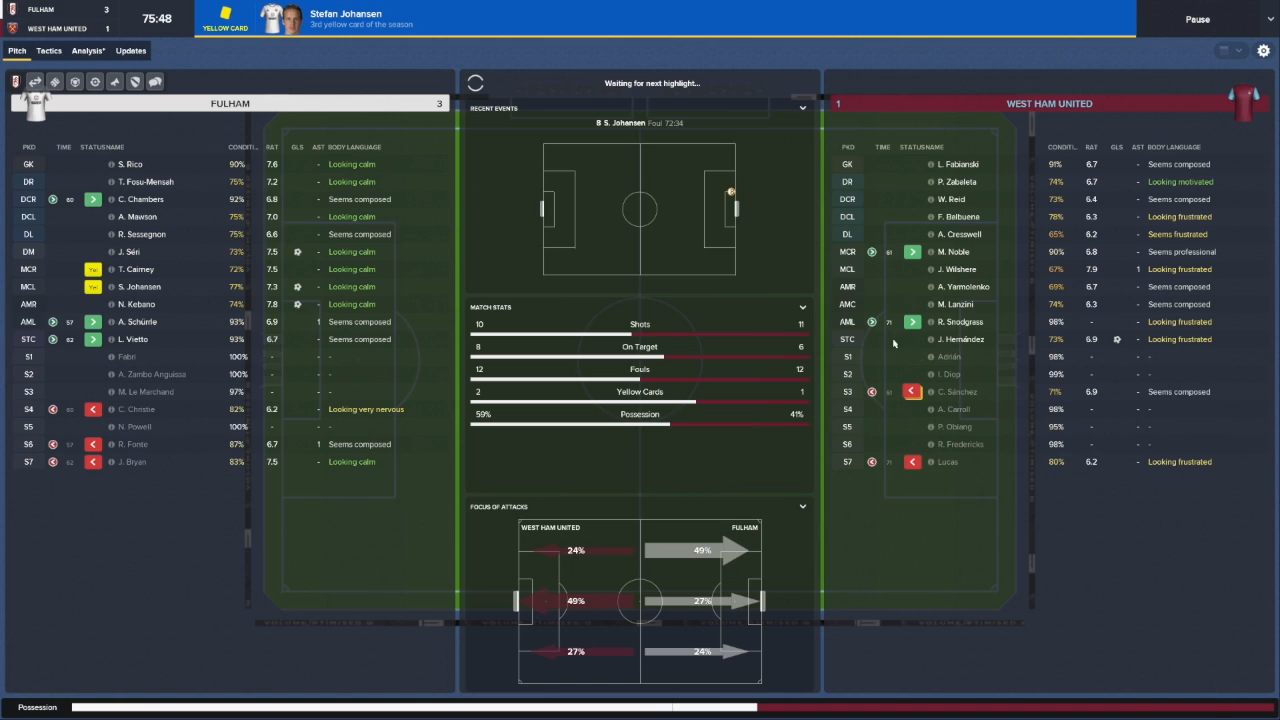 FULHAM 3
WEST HAM UNITED 1
75:48
YELLOW CARD
Stefan Johansen
3rd yellow card of the season
Pause
Pitch Tactics Analysis* Updates
FULHAM 3
PKD TIME STATUS NAME CONDITI... RAT GLS AST BODY LANGUAGE
GK S. Rico 90% 7.6 - Looking calm
DR T. Fosu-Mensah 75% 7.2 - Looking calm
DCR 60 C. Chambers 92% 6.8 - Seems composed
DCL A. Mawson 75% 7.0 - Looking calm
DL R. Sessegnon 75% 6.6 - Seems composed
DM J. Séri 73% 7.5 - Looking calm
MCR Yel T. Cairney 72% 7.5 - Looking calm
MCL Yel S. Johansen 77% 7.3 - Looking calm
AMR N. Kebano 74% 7.8 - Looking calm
AML 57 A. Schürrle 93% 6.9 1 Seems composed
STC 62 L. Vietto 93% 6.7 - Seems composed
S1 Fabri 100% - - -
S2 A. Zambo Anguissa 100% - - -
S3 M. Le Marchand 97% - - -
S4 60 C. Christie 82% 6.2 - Looking very nervous
S5 N. Powell 100% - - -
S6 57 R. Fonte 87% 6.7 1 Seems composed
S7 62 J. Bryan 83% 7.5 - Looking calm
Waiting for next highlight...
RECENT EVENTS
8 S. Johansen Foul 72:34
MATCH STATS
10 Shots 11
8 On Target 6
12 Fouls 12
2 Yellow Cards 1
59% Possession 41%
FOCUS OF ATTACKS
WEST HAM UNITED FULHAM
24% 49%
49% 27%
27% 24%
1 WEST HAM UNITED
PKD TIME STATUS NAME CONDITI... RAT GLS AST BODY LANGUAGE
GK L. Fabianski 91% 6.7 - Seems composed
DR P. Zabaleta 74% 6.7 - Looking motivated
DCR W. Reid 73% 6.4 - Seems composed
DCL F. Balbuena 78% 6.3 - Looking frustrated
DL A. Cresswell 65% 6.2 - Seems frustrated
MCR 61 M. Noble 90% 6.8 - Seems professional
MCL J. Wilshere 67% 7.9 1 Looking frustrated
AMR A. Yarmolenko 69% 6.7 - Seems composed
AMC M. Lanzini 74% 6.3 - Seems composed
AML 71 R. Snodgrass 98% - - Looking frustrated
STC J. Hernández 73% 6.9 - Looking frustrated
S1 Adrián 98% - - -
S2 I. Diop 99% - - -
S3 61 C. Sánchez 71% 6.9 - Seems composed
S4 A. Carroll 98% - - -
S5 P. Obiang 95% - - -
S6 R. Fredericks 98% - - -
S7 71 Lucas 80% 6.2 - Looking frustrated
Possession